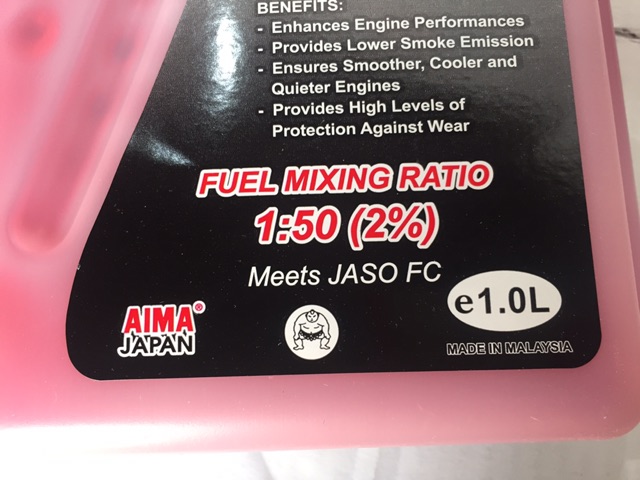 BENEFITS:
- Enhances Engine Performances
- Provides Lower Smoke Emission
- Ensures Smoother, Cooler and
Quieter Engines
- Provides High Levels of
Protection Against Wear
FUEL MIXING RATIO
1:50 (2%)
Meets JASO FC
AIMA®
JAPAN
e1.0L
MADE IN MALAYSIA